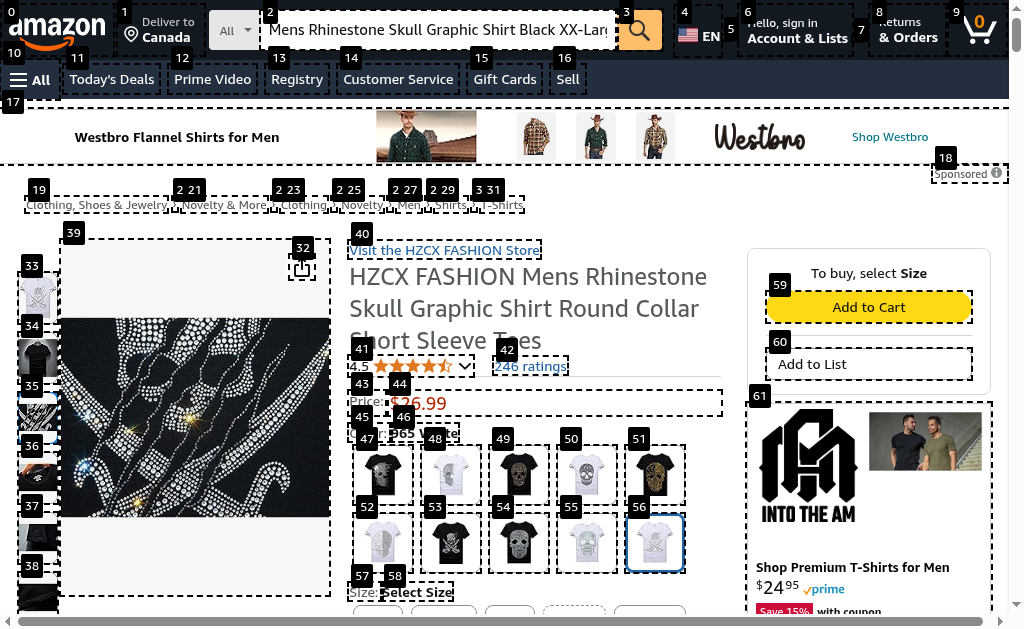 0
1
2
3
4
5
6
7
8
9
amazon
Deliver to
Canada
All
Mens Rhinestone Skull Graphic Shirt Black XX-Larg
EN
Hello, sign in
Account & Lists
Returns
& Orders
0
10
11
12
13
14
15
16
All
Today's Deals
Prime Video
Registry
Customer Service
Gift Cards
Sell
17
Westbro Flannel Shirts for Men
Westbro
Shop Westbro
18
Sponsored
19
2 21
2 23
2 25
2 27
2 29
3 31
Clothing, Shoes & Jewelry › Novelty & More › Clothing › Novelty › Men › Shirts › T-Shirts
39
32
33
34
35
36
37
38
40
Visit the HZCX FASHION Store
HZCX FASHION Mens Rhinestone
Skull Graphic Shirt Round Collar
Short Sleeve Tees
41
42
4.5
246 ratings
43
44
Price:
$26.99
45
46
965 White
47
48
49
50
51
52
53
54
55
56
57
58
Size:
Select Size
To buy, select Size
59
Add to Cart
60
Add to List
61
INTO THE AM
Shop Premium T-Shirts for Men
$24 95 prime
Save 15% with coupon